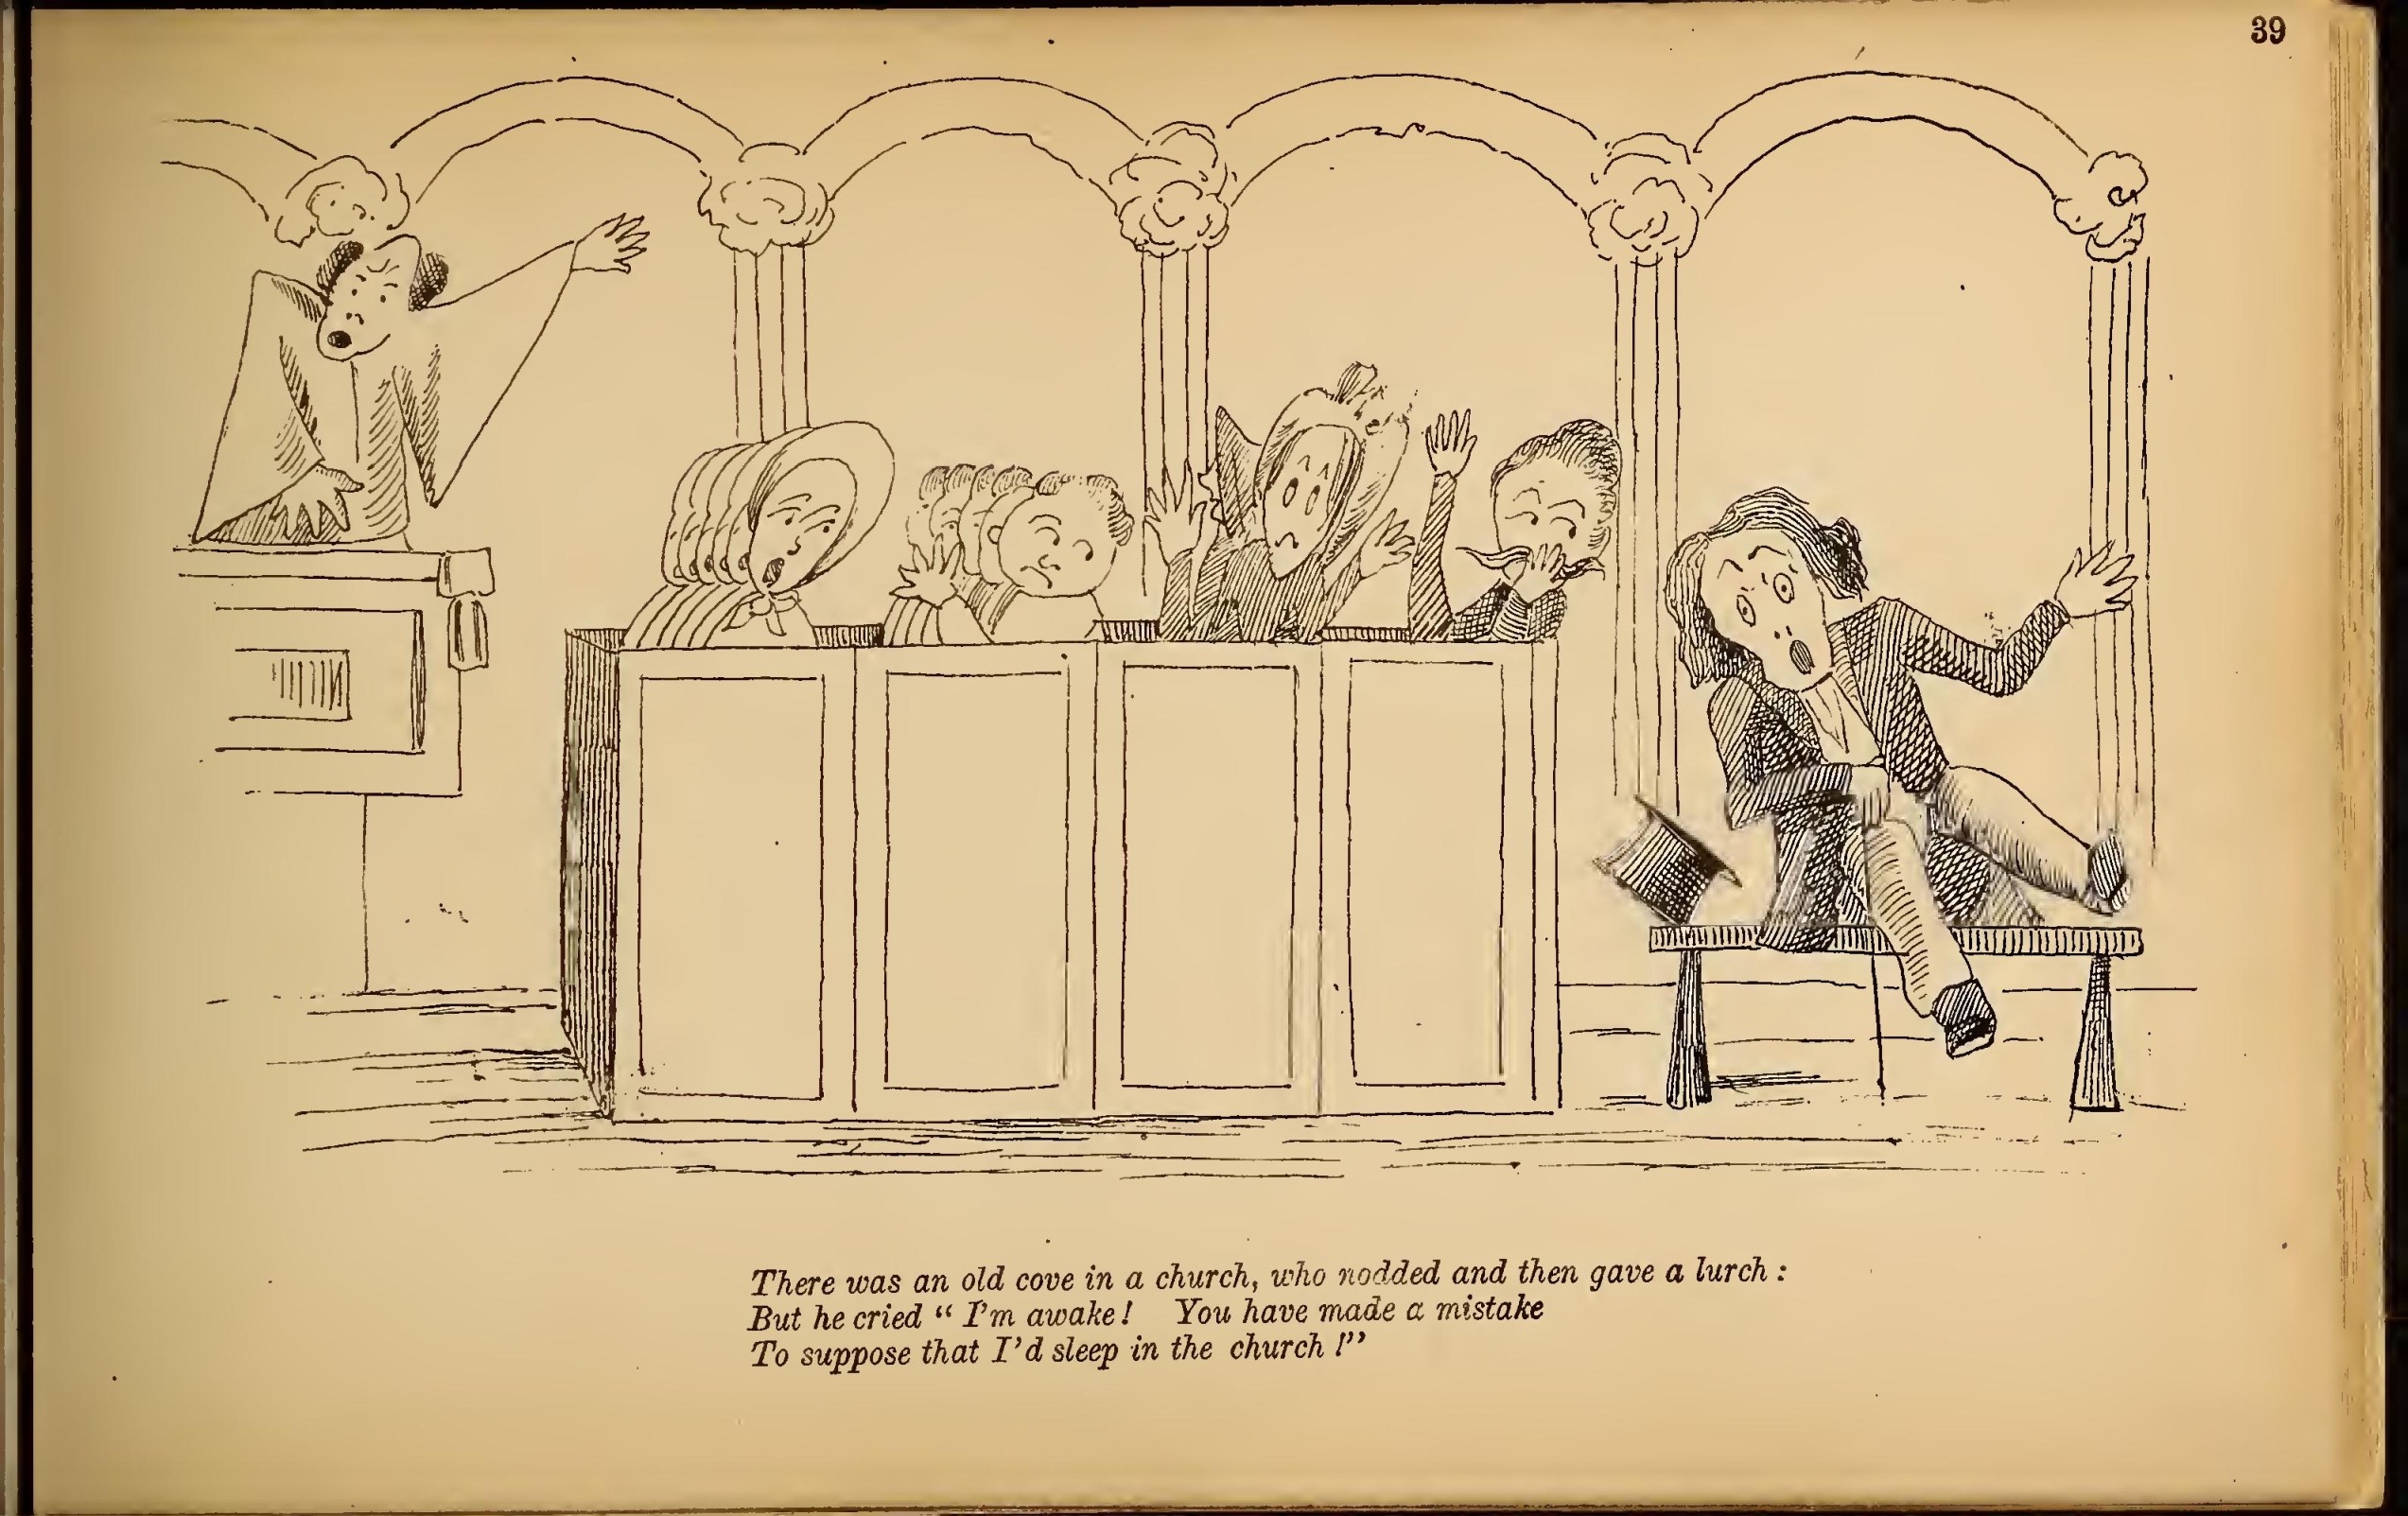 39
There was an old cove in a church, who nodded and then gave a lurch :
But he cried “ I’m awake ! You have made a mistake
To suppose that I’d sleep in the church !”